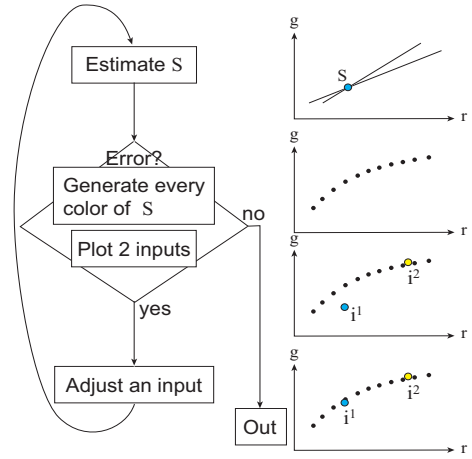 Estimate S
Error?
Generate every
color of S
Plot 2 inputs
no
yes
Adjust an input
Out
g
S
r
g
r
g
i²
i¹
r
g
i²
i¹
r